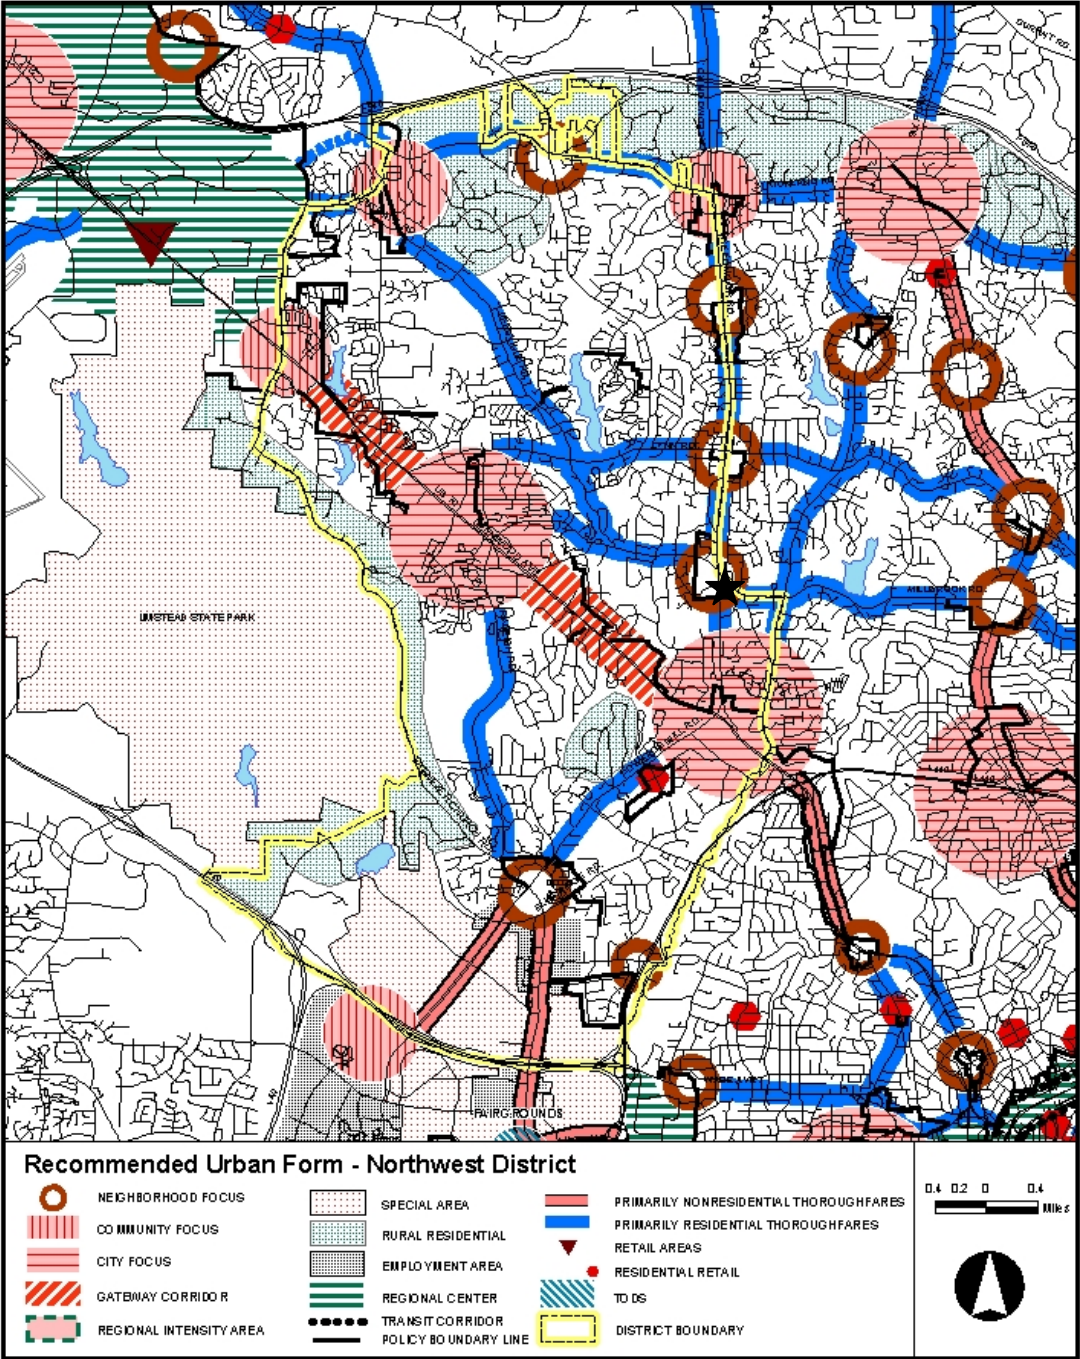 DURANT RD.
UMSTEAD STATE PARK
MILLBROOK RD.
FAIRGROUNDS
Recommended Urban Form - Northwest District
NEIGHBORHOOD FOCUS
COMMUNITY FOCUS
CITY FOCUS
GATEWAY CORRIDOR
REGIONAL INTENSITY AREA
SPECIAL AREA
RURAL RESIDENTIAL
EMPLOYMENT AREA
REGIONAL CENTER
TRANSIT CORRIDOR
POLICY BOUNDARY LINE
PRIMARILY NONRESIDENTIAL THOROUGHFARES
PRIMARILY RESIDENTIAL THOROUGHFARES
RETAIL AREAS
RESIDENTIAL RETAIL
TODS
DISTRICT BOUNDARY
0.4 0.2 0 0.4
Miles